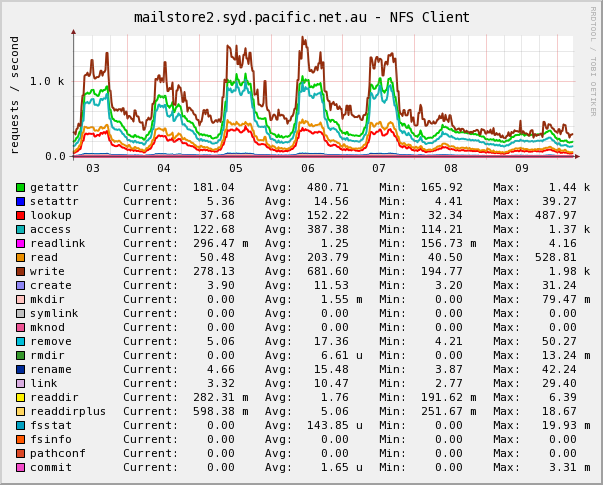 mailstore2.syd.pacific.net.au - NFS Client
RRDTOOL / TOBI OETIKER
requests / second
1.0 k
0.0
03 04 05 06 07 08 09
getattr Current: 181.04 Avg: 480.71 Min: 165.92 Max: 1.44 k
setattr Current: 5.36 Avg: 14.56 Min: 4.41 Max: 39.27
lookup Current: 37.68 Avg: 152.22 Min: 32.34 Max: 487.97
access Current: 122.68 Avg: 387.38 Min: 114.21 Max: 1.37 k
readlink Current: 296.47 m Avg: 1.25 Min: 156.73 m Max: 4.16
read Current: 50.48 Avg: 203.79 Min: 40.50 Max: 528.81
write Current: 278.13 Avg: 681.60 Min: 194.77 Max: 1.98 k
create Current: 3.90 Avg: 11.53 Min: 3.20 Max: 31.24
mkdir Current: 0.00 Avg: 1.55 m Min: 0.00 Max: 79.47 m
symlink Current: 0.00 Avg: 0.00 Min: 0.00 Max: 0.00
mknod Current: 0.00 Avg: 0.00 Min: 0.00 Max: 0.00
remove Current: 5.06 Avg: 17.36 Min: 4.21 Max: 50.27
rmdir Current: 0.00 Avg: 6.61 u Min: 0.00 Max: 13.24 m
rename Current: 4.66 Avg: 15.48 Min: 3.87 Max: 42.24
link Current: 3.32 Avg: 10.47 Min: 2.77 Max: 29.40
readdir Current: 282.31 m Avg: 1.76 Min: 191.62 m Max: 6.39
readdirplus Current: 598.38 m Avg: 5.06 Min: 251.67 m Max: 18.67
fsstat Current: 0.00 Avg: 143.85 u Min: 0.00 Max: 19.93 m
fsinfo Current: 0.00 Avg: 0.00 Min: 0.00 Max: 0.00
pathconf Current: 0.00 Avg: 0.00 Min: 0.00 Max: 0.00
commit Current: 0.00 Avg: 1.65 u Min: 0.00 Max: 3.31 m